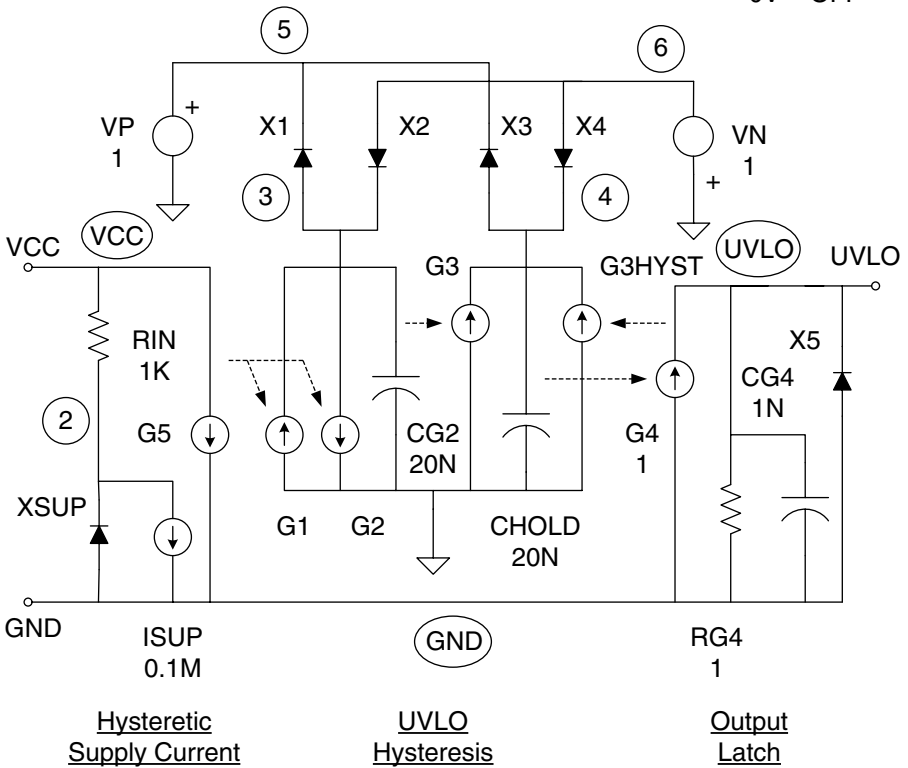 5
6
VP
1
+
X1
X2
X3
X4
VN
1
+
3
4
VCC
VCC
G3
G3HYST
UVLO
UVLO
RIN
1K
X5
2
G5
CG2
20N
G4
1
CG4
1N
XSUP
G1
G2
CHOLD
20N
GND
ISUP
0.1M
GND
RG4
1
Hysteretic
Supply Current
UVLO
Hysteresis
Output
Latch